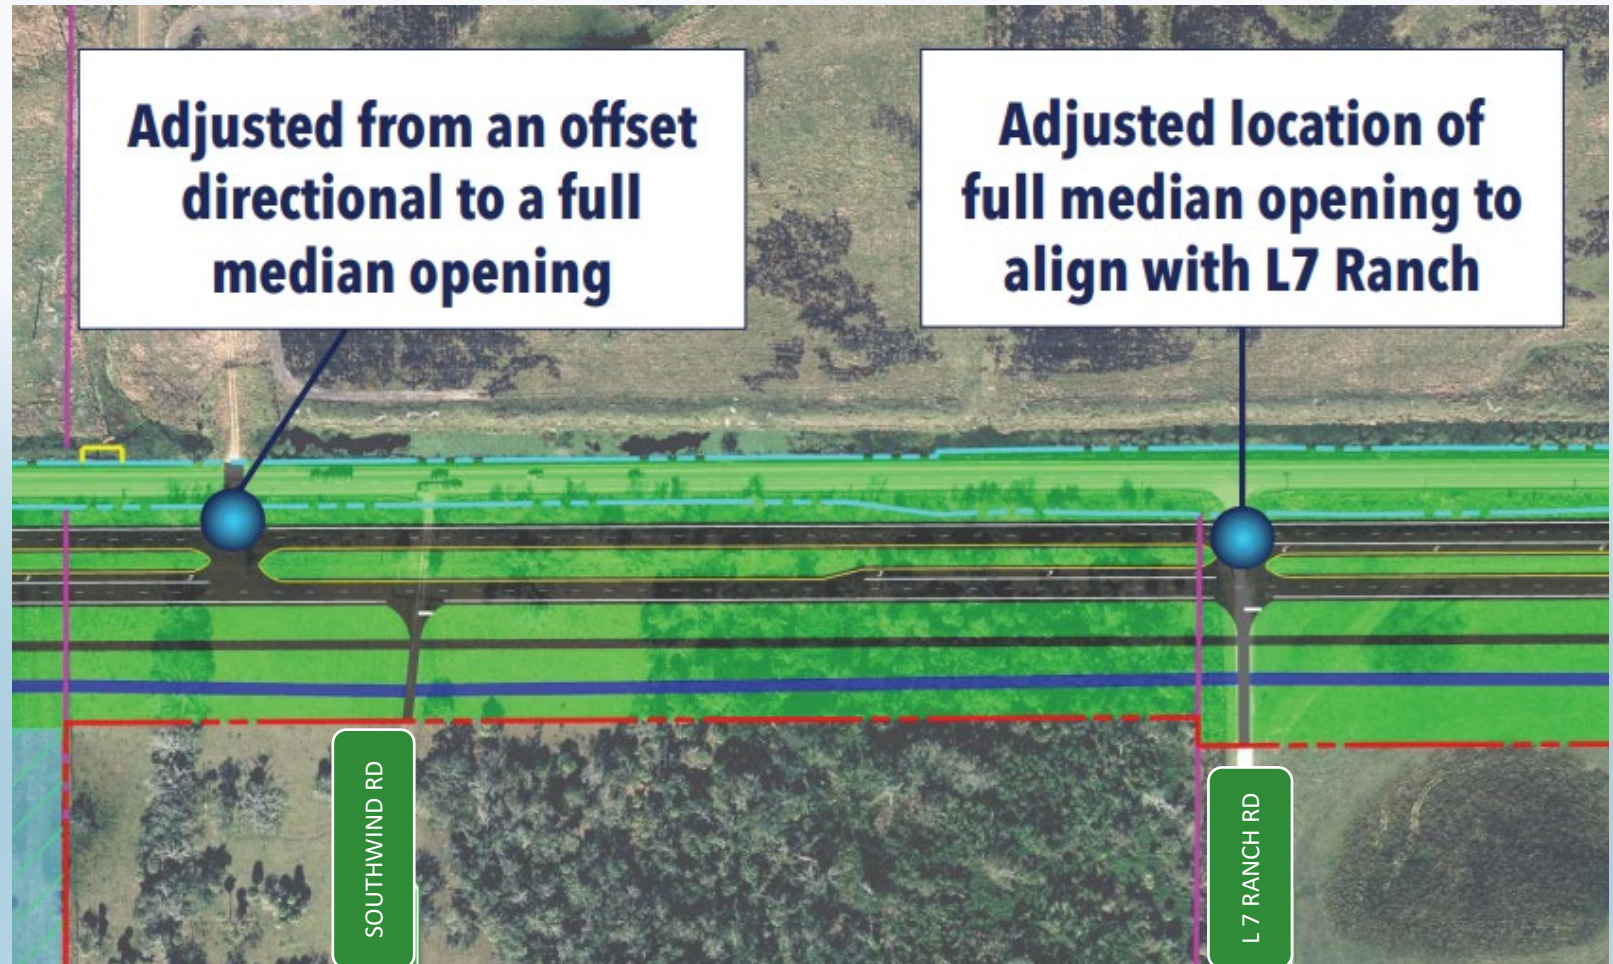 Adjusted from an offset
directional to a full
median opening
Adjusted location of
full median opening to
align with L7 Ranch
SOUTHWIND RD
L 7 RANCH RD